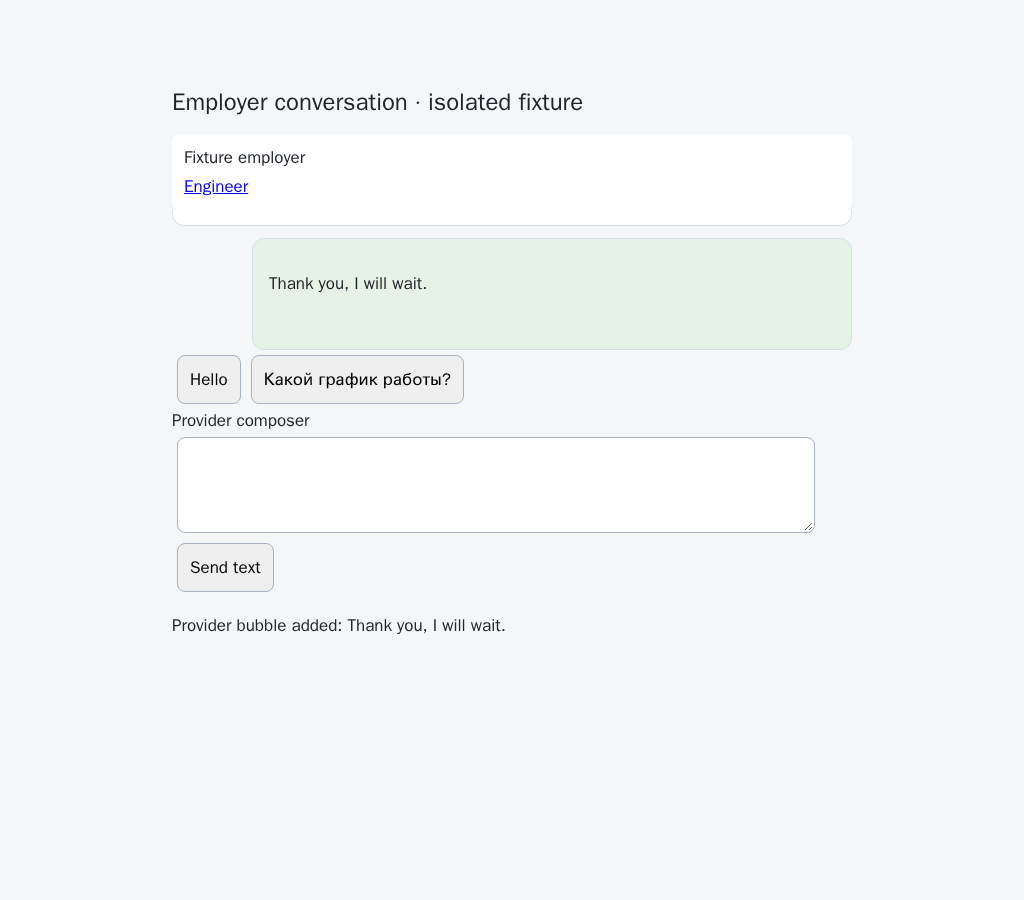 Employer conversation · isolated fixture
Fixture employer
Engineer
Thank you, I will wait.
Hello
Какой график работы?
Provider composer
Send text
Provider bubble added: Thank you, I will wait.